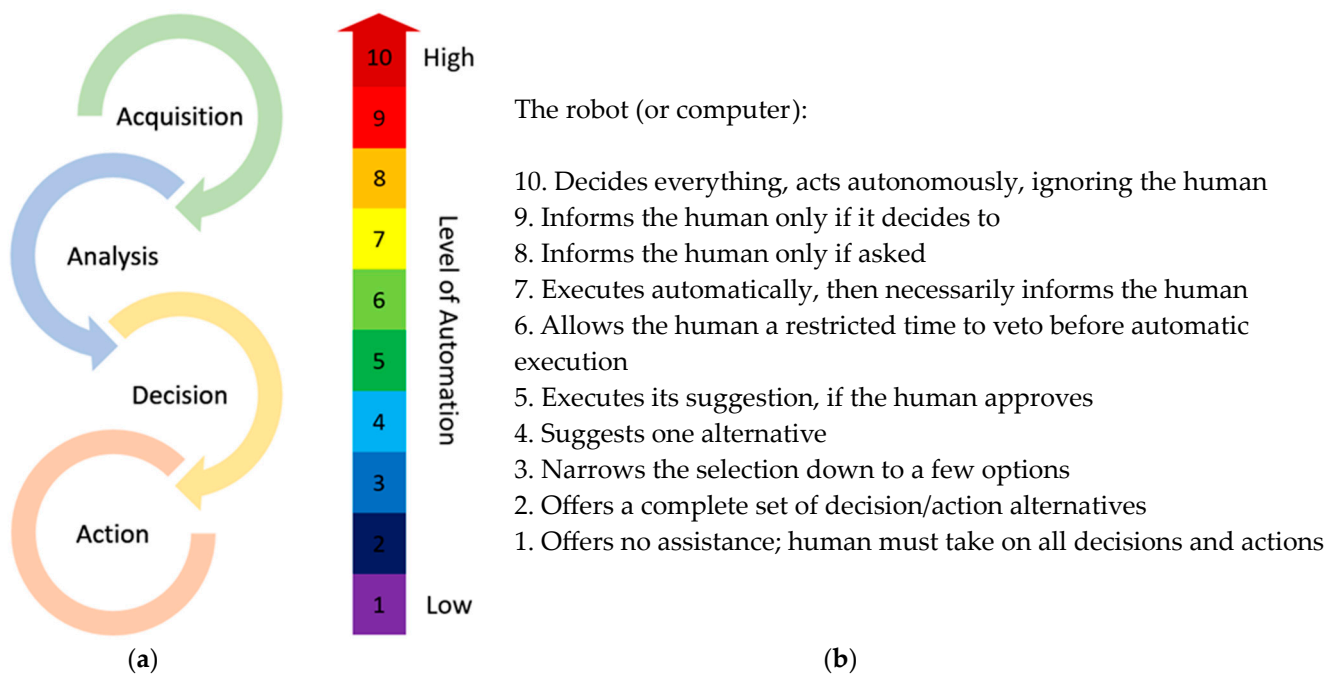 Acquisition
Analysis
Decision
Action
(a)
10
9
8
7
6
5
4
3
2
1
High
Level of Automation
Low
The robot (or computer):
10. Decides everything, acts autonomously, ignoring the human
9. Informs the human only if it decides to
8. Informs the human only if asked
7. Executes automatically, then necessarily informs the human
6. Allows the human a restricted time to veto before automatic
execution
5. Executes its suggestion, if the human approves
4. Suggests one alternative
3. Narrows the selection down to a few options
2. Offers a complete set of decision/action alternatives
1. Offers no assistance; human must take on all decisions and actions
(b)